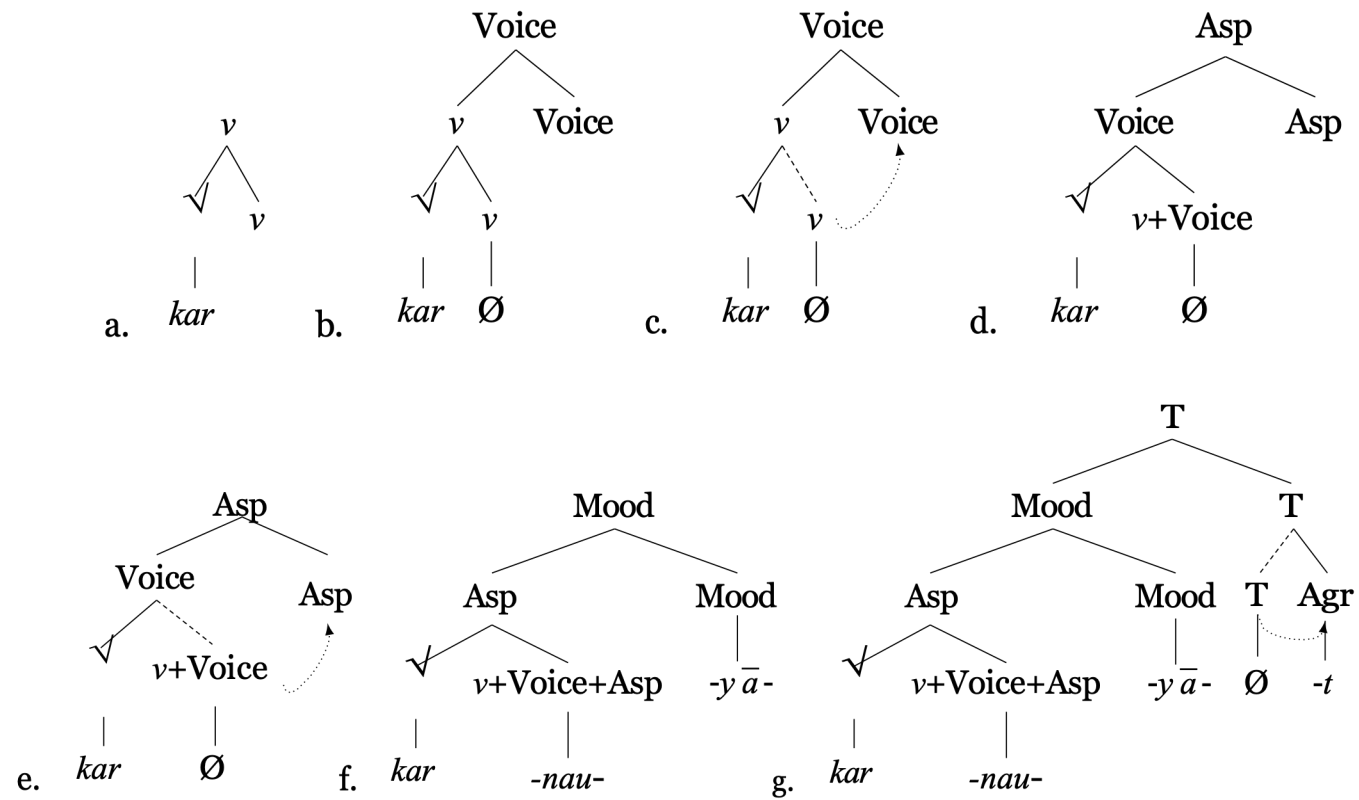 Voice Voice Asp
v v Voice v Voice Voice Asp
√ v √ v √ v √ v+Voice
a. kar b. kar Ø c. kar Ø d. kar Ø
T
Asp Mood Mood T
Voice Asp Asp Mood Asp Mood T Agr
√ v+Voice √ v+Voice+Asp -yā- √ v+Voice+Asp -yā- Ø -t
e. kar Ø f. kar -nau- g. kar -nau-